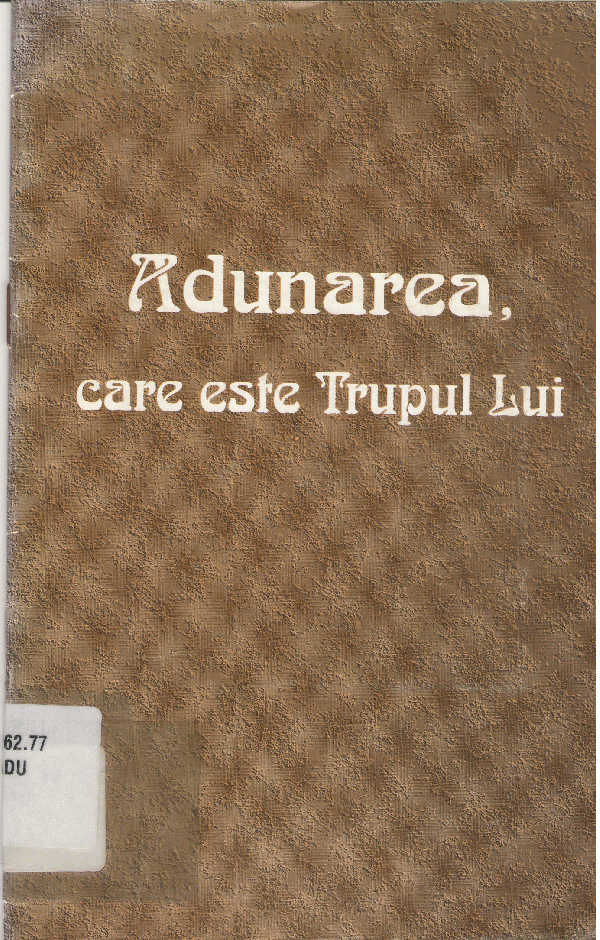 Adunarea,
care este Trupul Lui
62.77
DU